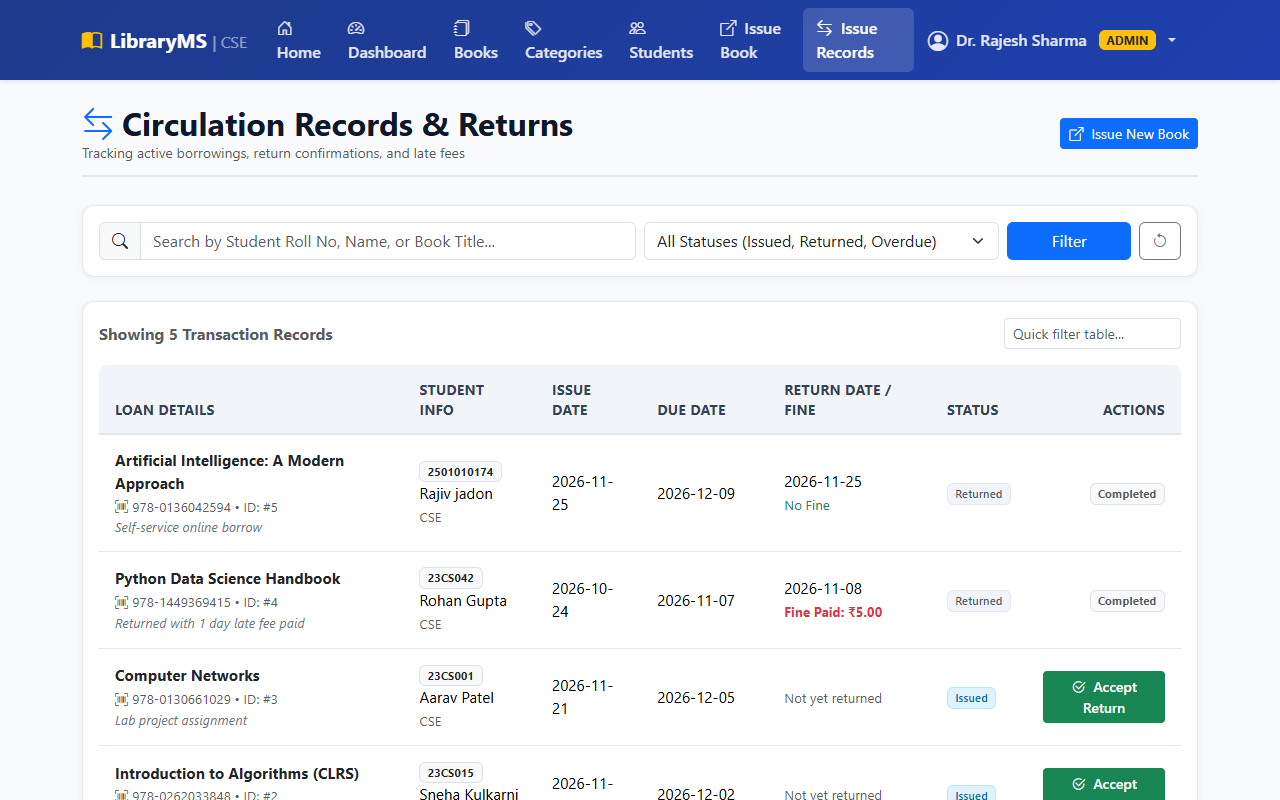 LibraryMS | CSE
Home
Dashboard
Books
Categories
Students
Issue
Book
Issue
Records
Dr. Rajesh Sharma
ADMIN
Circulation Records & Returns
Tracking active borrowings, return confirmations, and late fees
Issue New Book
Search by Student Roll No, Name, or Book Title...
All Statuses (Issued, Returned, Overdue)
Filter
Showing 5 Transaction Records
Quick filter table...
LOAN DETAILS
STUDENT
INFO
ISSUE
DATE
DUE DATE
RETURN DATE /
FINE
STATUS
ACTIONS
Artificial Intelligence: A Modern
Approach
978-0136042594 • ID: #5
Self-service online borrow
2501010174
Rajiv jadon
CSE
2026-11-
25
2026-12-09
2026-11-25
No Fine
Returned
Completed
Python Data Science Handbook
978-1449369415 • ID: #4
Returned with 1 day late fee paid
23CS042
Rohan Gupta
CSE
2026-10-
24
2026-11-07
2026-11-08
Fine Paid: ₹5.00
Returned
Completed
Computer Networks
978-0130661029 • ID: #3
Lab project assignment
23CS001
Aarav Patel
CSE
2026-11-
21
2026-12-05
Not yet returned
Issued
Accept
Return
Introduction to Algorithms (CLRS)
978-0262033848 • ID: #2
23CS015
Sneha Kulkarni
2026-11-
2026-12-02
Not yet returned
Issued
Accept